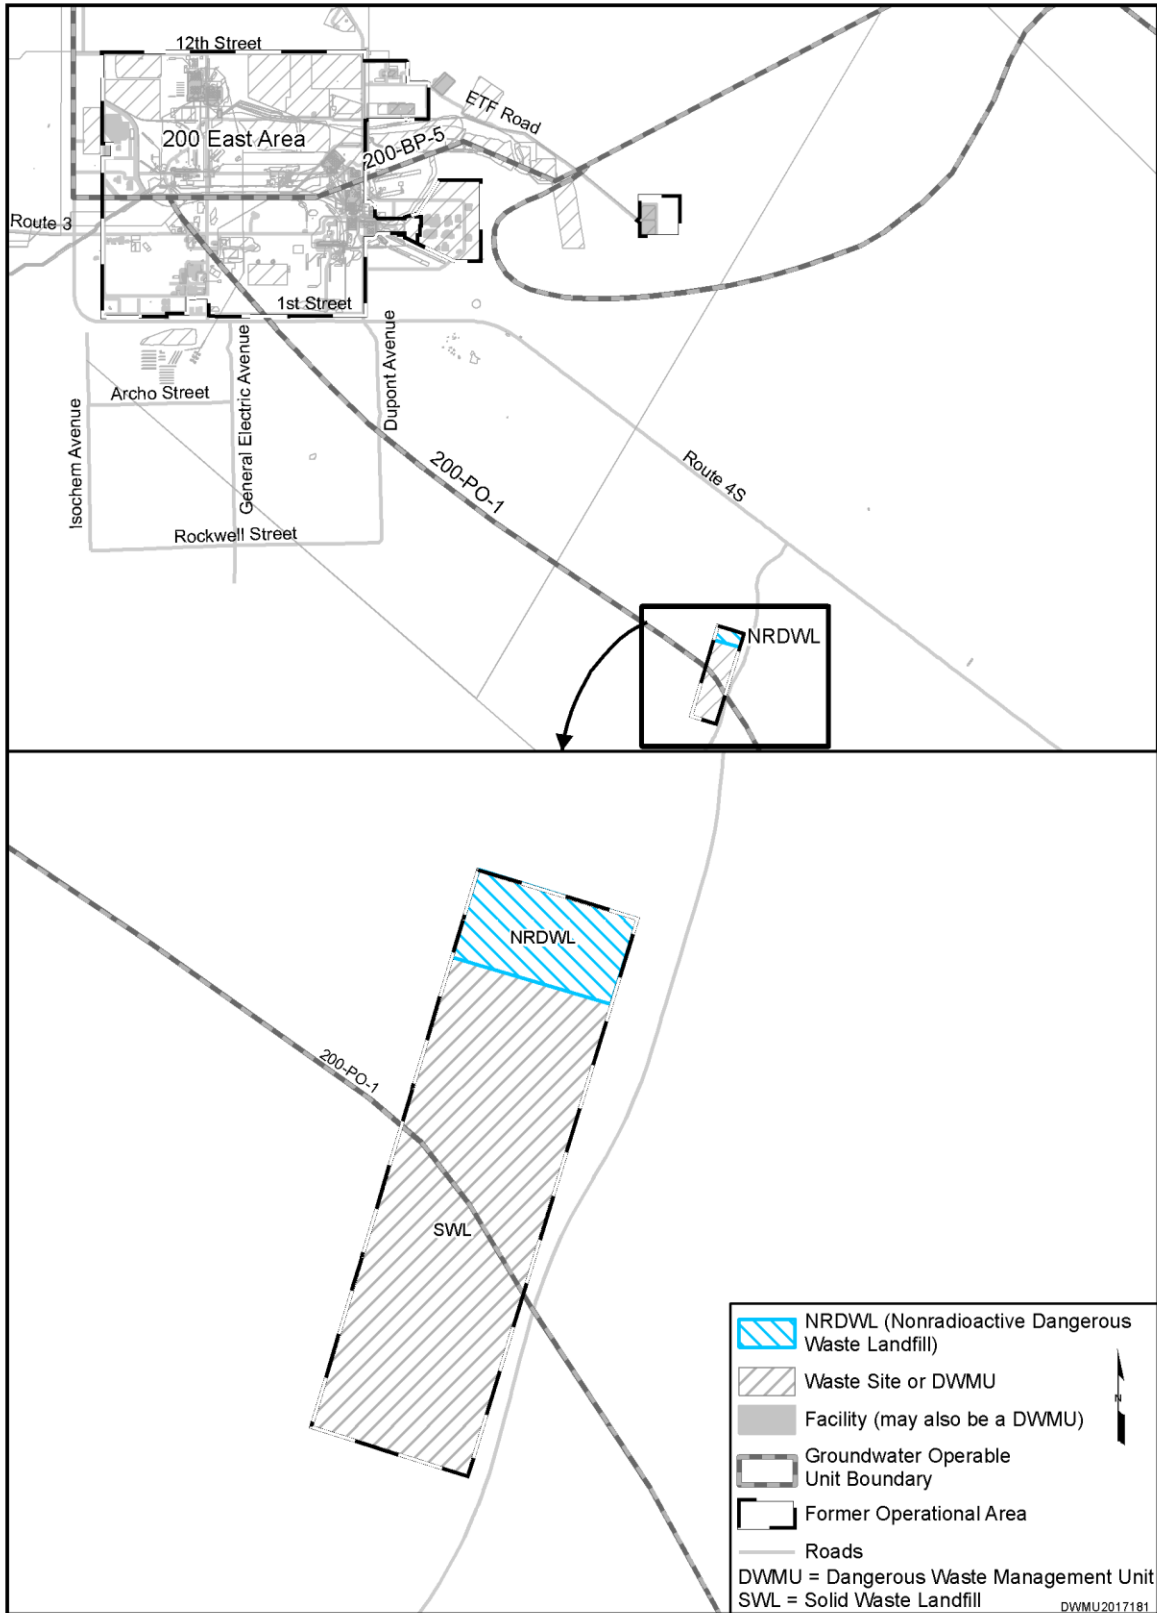 12th Street
ETF Road
200 East Area
200-BP-5
Route 3
1st Street
General Electric Avenue
Dupont Avenue
Archo Street
Isochem Avenue
200-PO-1
Route 4S
Rockwell Street
NRDWL
NRDWL
200-PO-1
SWL
NRDWL (Nonradioactive Dangerous
Waste Landfill)
Waste Site or DWMU
Facility (may also be a DWMU)
N
Groundwater Operable
Unit Boundary
Former Operational Area
Roads
DWMU = Dangerous Waste Management Unit
SWL = Solid Waste Landfill
DWMU2017181